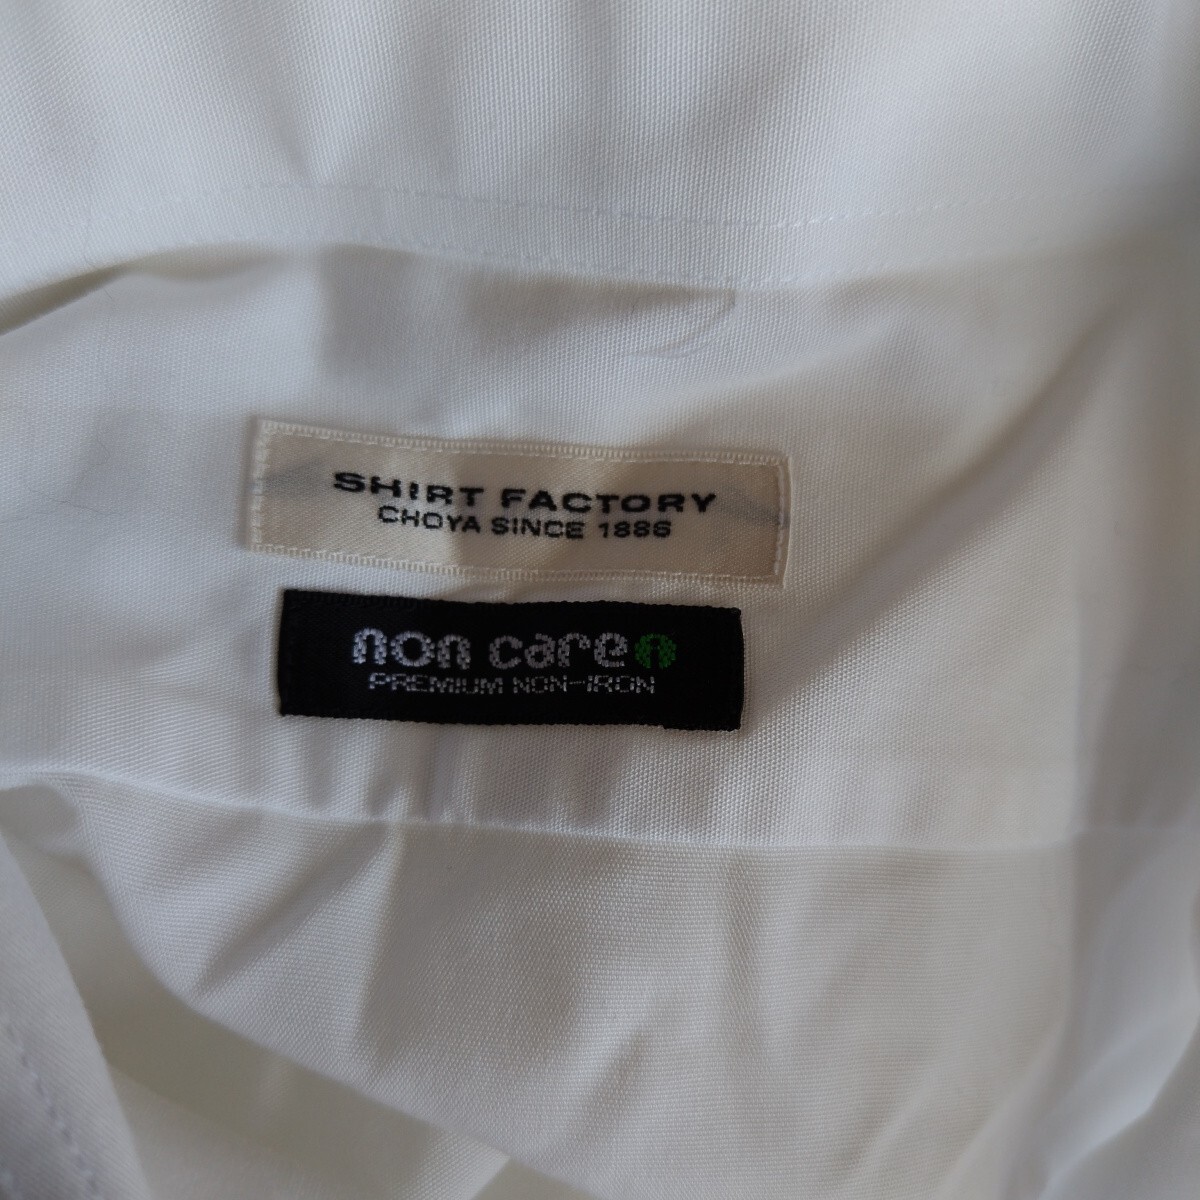 SHIRT FACTORY
CHOYA SINCE 1886
non care n
PREMIUM NON-IRON